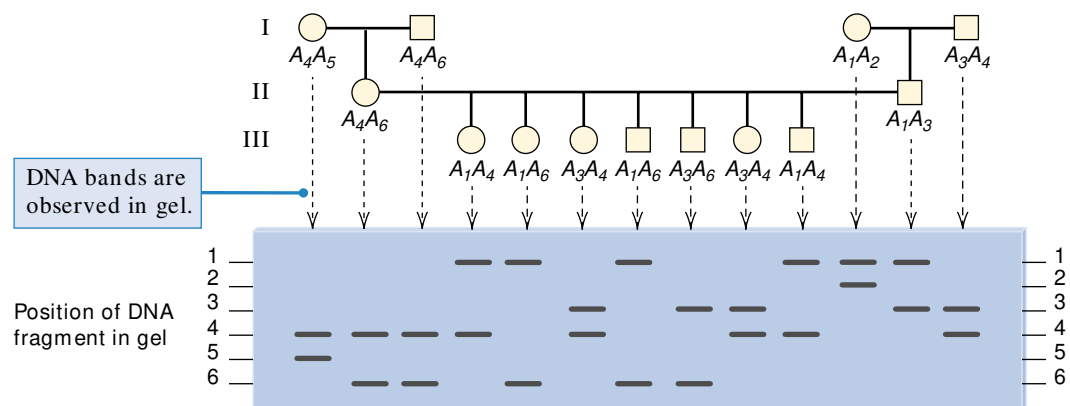 I
A₄A₅ A₄A₆ A₁A₂ A₃A₄
II
A₄A₆ A₁A₃
III
A₁A₄ A₁A₆ A₃A₄ A₁A₆ A₃A₆ A₃A₄ A₁A₄
DNA bands are
observed in gel.
1 1
2 2
3 3
Position of DNA
fragment in gel
4 4
5 5
6 6